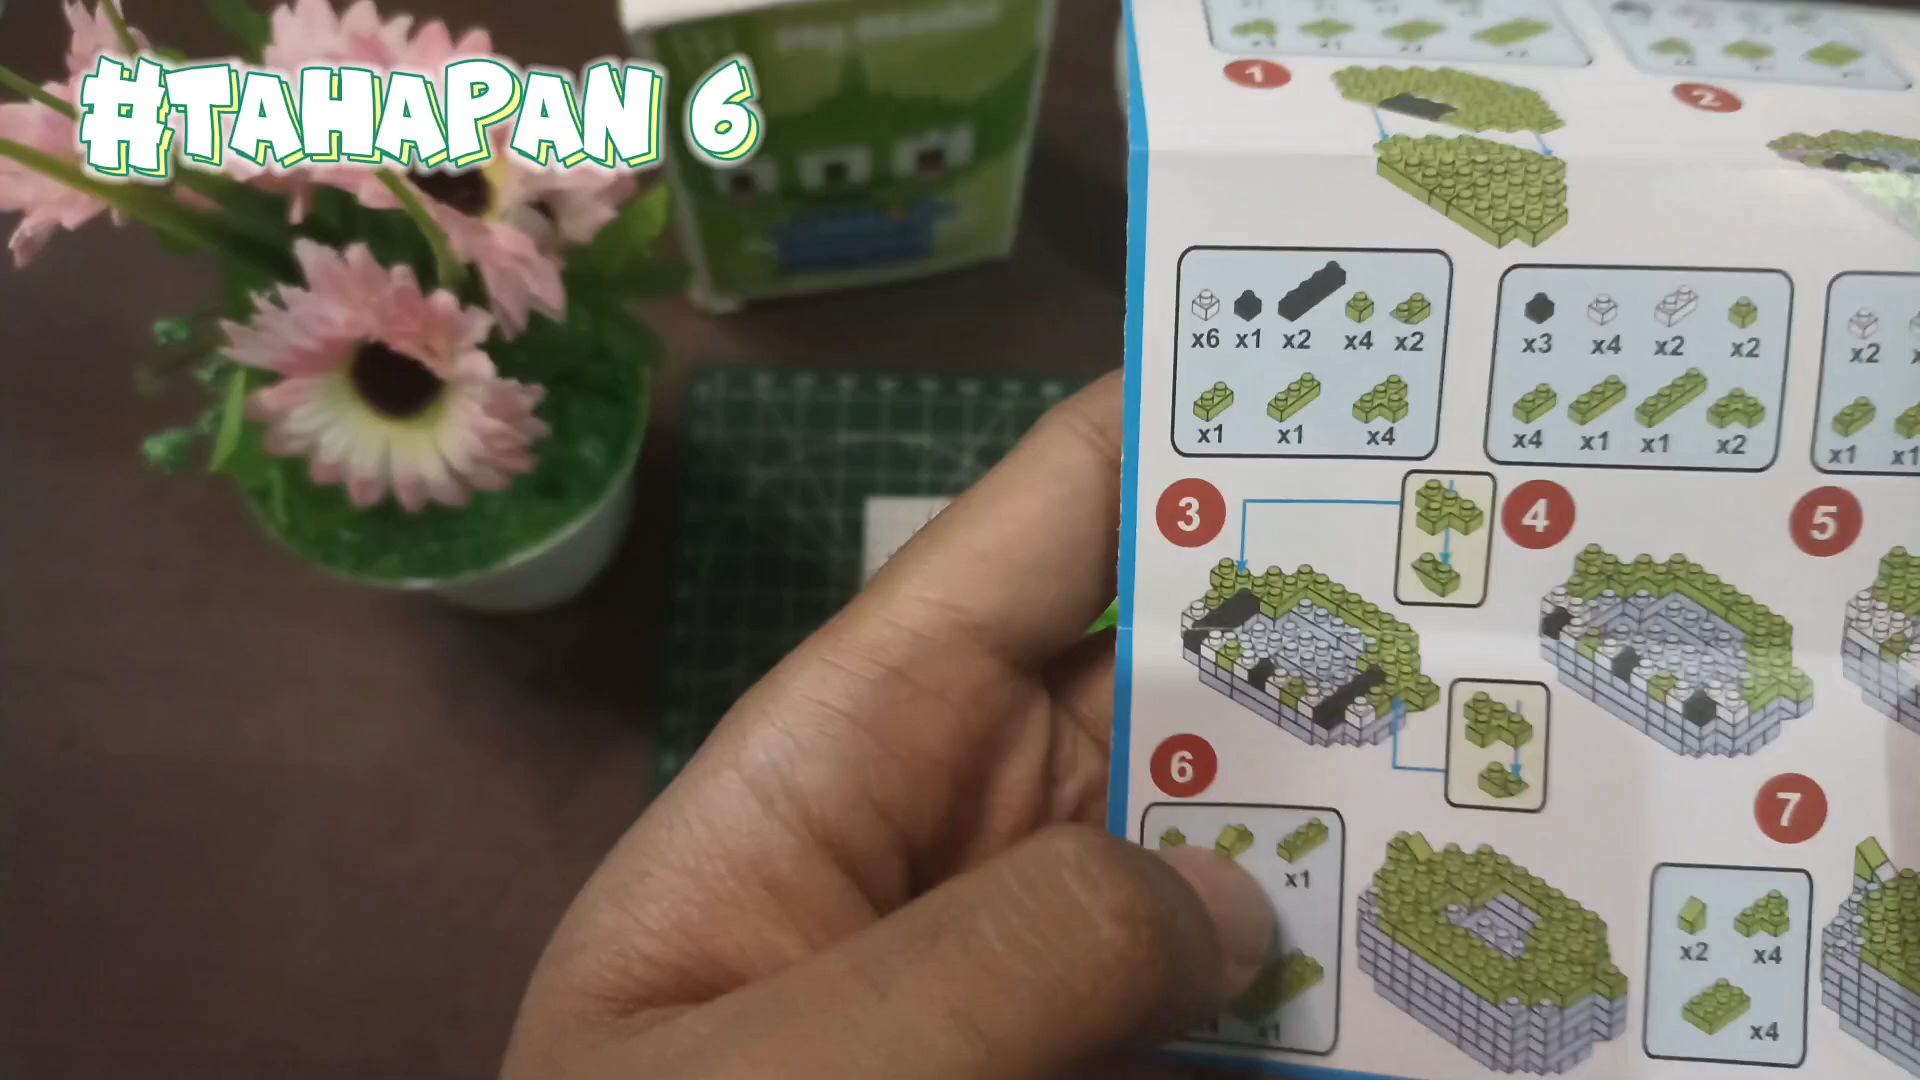 #TAHAPAN 6
1
2
x6 x1 x2 x4 x2
x1 x1 x4
x3 x4 x2 x2
x4 x1 x1 x2
x2
x1 x1
3
4
5
6
7
x1
x1
x2 x4
x4